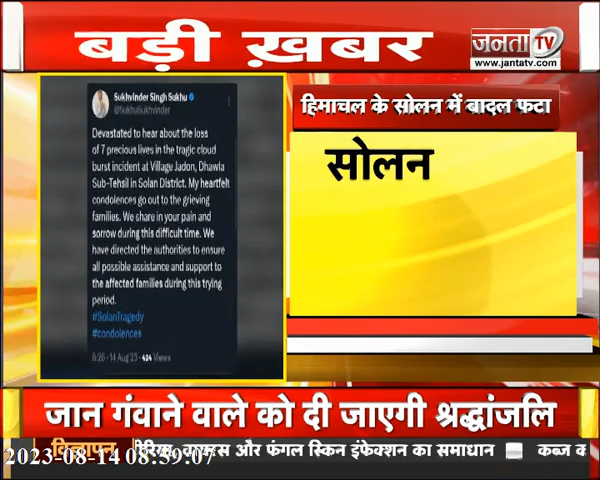 बड़ी ख़बर
जनता TV
www.jantatv.com
Sukhvinder Singh Sukhu
@SukhuSukhvinder
Devastated to hear about the loss
of 7 precious lives in the tragic cloud
burst incident at Village Jadon, Dhawla
Sub-Tehsil in Solan District. My heartfelt
condolences go out to the grieving
families. We share in your pain and
sorrow during this difficult time. We
have directed the authorities to ensure
all possible assistance and support to
the affected families during this trying
period.
#SolanTragedy
#condolences
8:26 - 14 Aug 23 - 424 Views
हिमाचल के सोलन में बादल फटा
सोलन
जान गंवाने वाले को दी जाएगी श्रद्धांजलि
विज्ञापन
और फंगल स्किन इंफेक्शन का समाधान कब्ज
2023-08-14 08:59:07